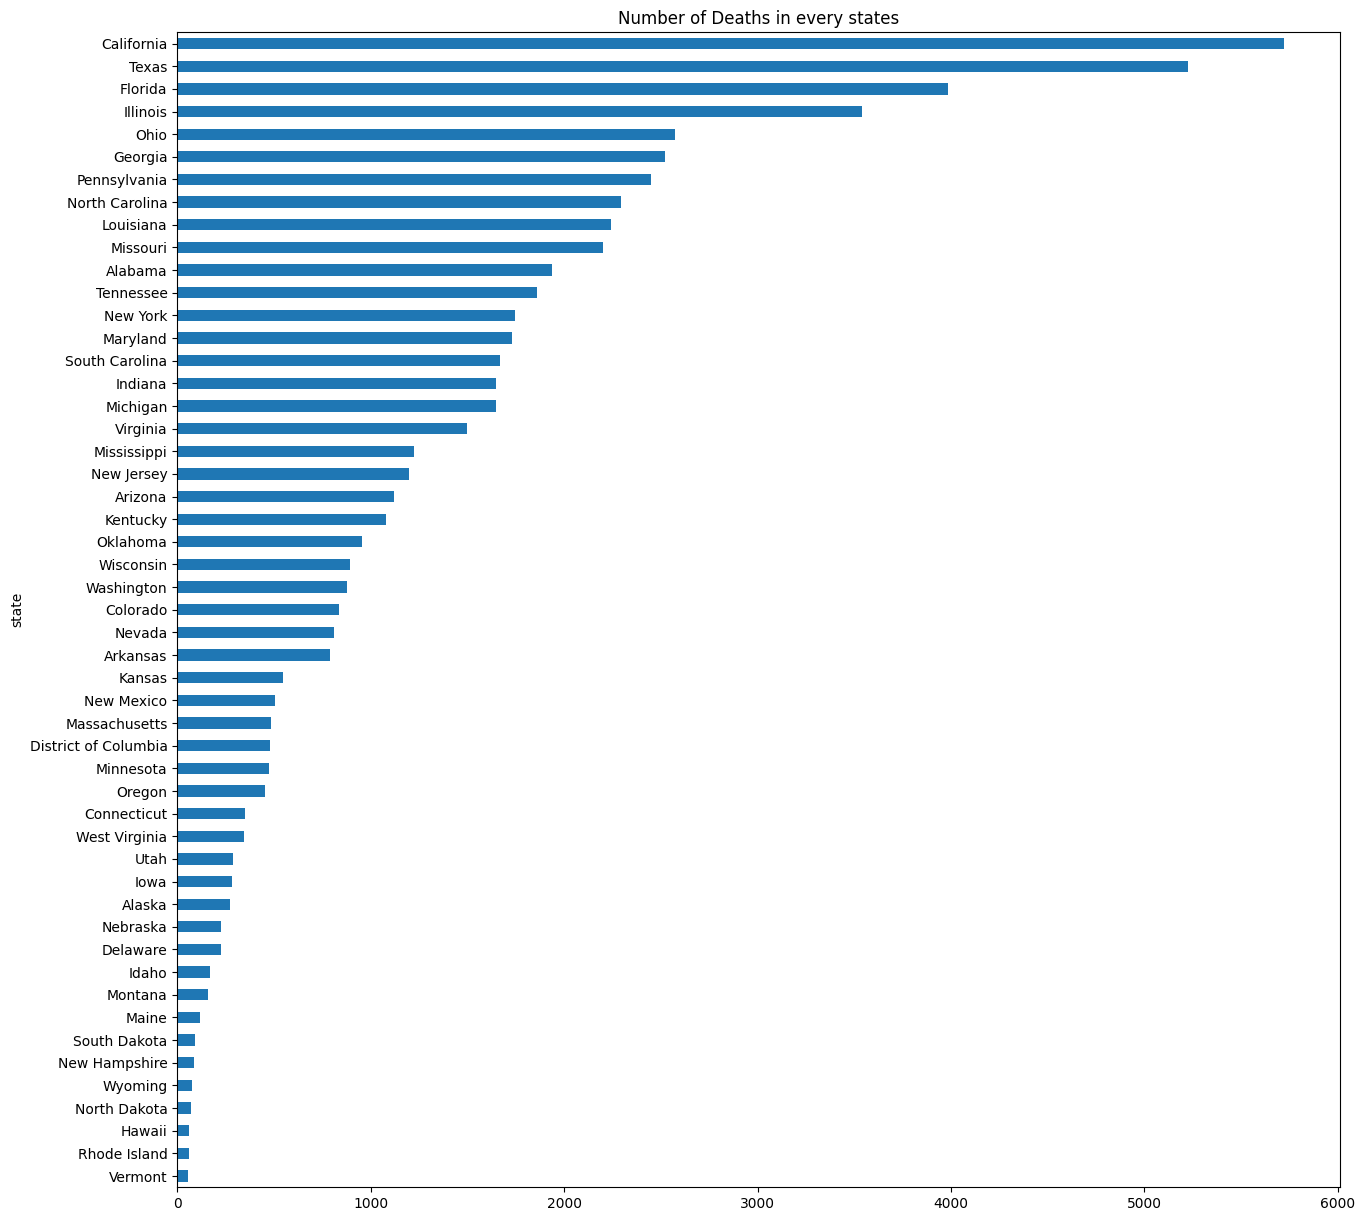 Number of Deaths in every states
California
Texas
Florida
Illinois
Ohio
Georgia
Pennsylvania
North Carolina
Louisiana
Missouri
Alabama
Tennessee
New York
Maryland
South Carolina
Indiana
Michigan
Virginia
Mississippi
New Jersey
Arizona
Kentucky
Oklahoma
Wisconsin
Washington
Colorado
Nevada
Arkansas
Kansas
New Mexico
Massachusetts
District of Columbia
Minnesota
Oregon
Connecticut
West Virginia
Utah
Iowa
Alaska
Nebraska
Delaware
Idaho
Montana
Maine
South Dakota
New Hampshire
Wyoming
North Dakota
Hawaii
Rhode Island
Vermont
state
0 1000 2000 3000 4000 5000 6000